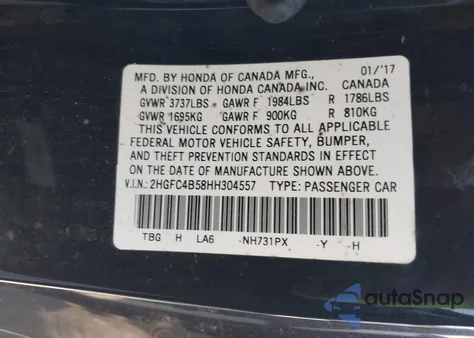 MFD. BY HONDA OF CANADA MFG., 01/'17
A DIVISION OF HONDA CANADA INC. CANADA
GVWR 3737LBS GAWR F 1984LBS R 1786LBS
GVWR 1695KG GAWR F 900KG R 810KG
THIS VEHICLE CONFORMS TO ALL APPLICABLE
FEDERAL MOTOR VEHICLE SAFETY, BUMPER,
AND THEFT PREVENTION STANDARDS IN EFFECT
ON THE DATE OF MANUFACTURE SHOWN ABOVE.
V.I.N.: 2HGFC4B58HH304557 TYPE: PASSENGER CAR
TBG H LA6 -NH731PX -Y -H
autoSnap